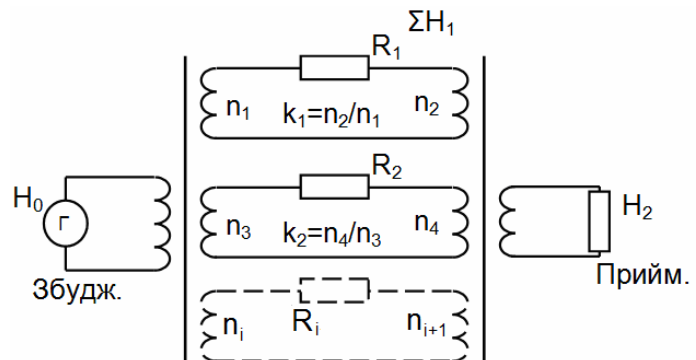 ΣH₁
R₁
n₁ k₁=n₂/n₁ n₂
R₂
H₀ Г n₃ k₂=n₄/n₃ n₄ H₂
Збудж. Прийм.
nᵢ Rᵢ nᵢ₊₁